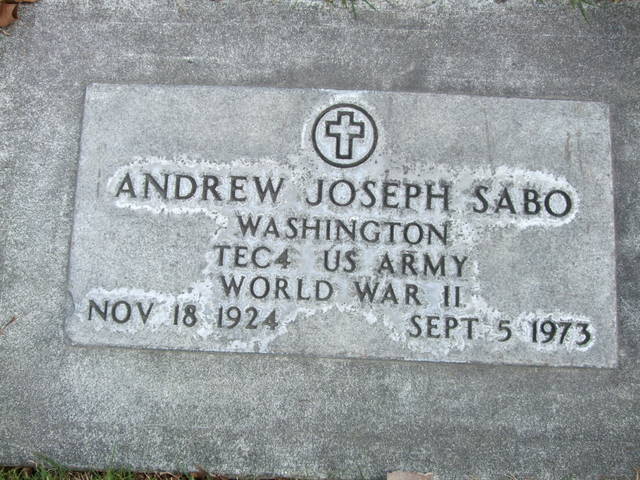 ANDREW JOSEPH SABO
WASHINGTON
TEC4 US ARMY
WORLD WAR II
NOV 18 1924 SEPT 5 1973